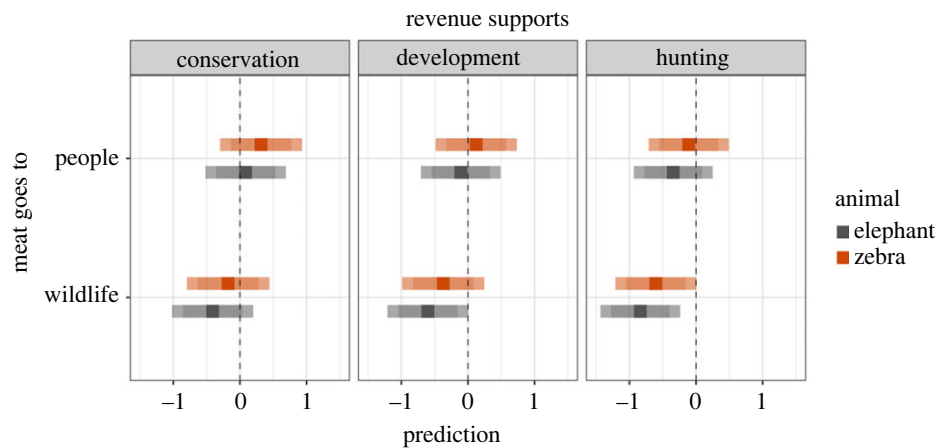 revenue supports
conservation development hunting
people
wildlife
meat goes to
animal
elephant
zebra
–1 0 1 –1 0 1 –1 0 1
prediction